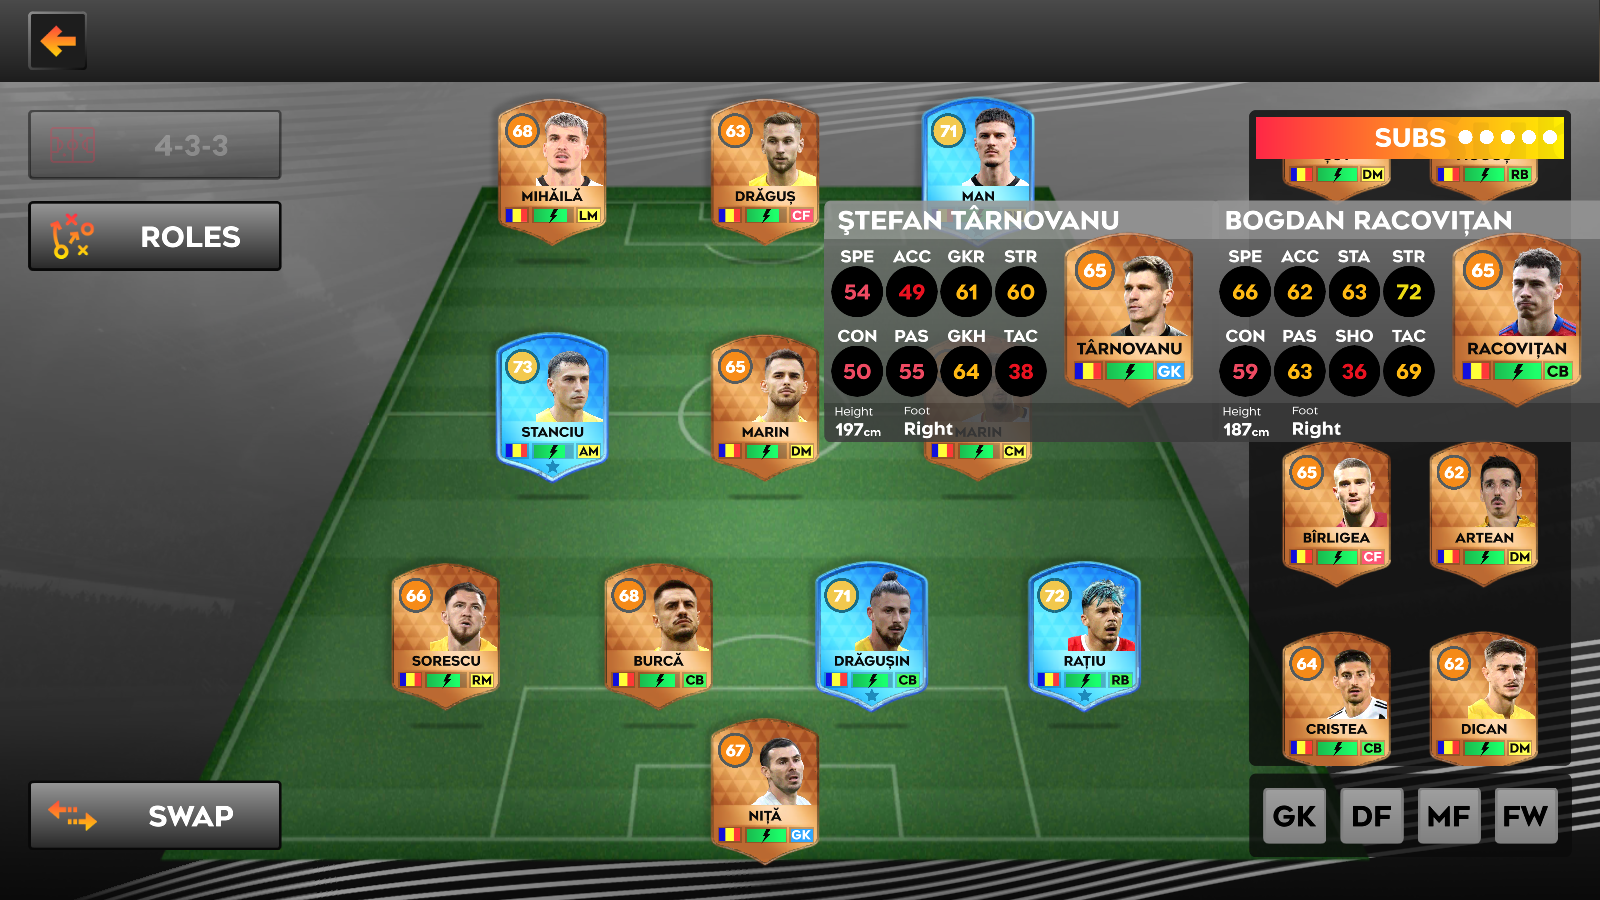 4-3-3
ROLES
SWAP
68
MIHĂILĂ
LM
63
DRĂGUȘ
CF
71
MAN
SUBS
DM
RB
ŞTEFAN TÂRNOVANU
SPE ACC GKR STR
54 49 61 60
CON PAS GKH TAC
50 55 64 38
Height Foot
197cm Right
65
TÂRNOVANU
GK
BOGDAN RACOVIȚAN
SPE ACC STA STR
66 62 63 72
CON PAS SHO TAC
59 63 36 69
Height Foot
187cm Right
65
RACOVIȚAN
CB
73
STANCIU
AM
65
MARIN
DM
MARIN
CM
65
BÎRLIGEA
CF
62
ARTEAN
DM
66
SORESCU
RM
68
BURCĂ
CB
71
DRĂGUȘIN
CB
72
RAȚIU
RB
64
CRISTEA
CB
62
DICAN
DM
67
NIȚĂ
GK
GK DF MF FW